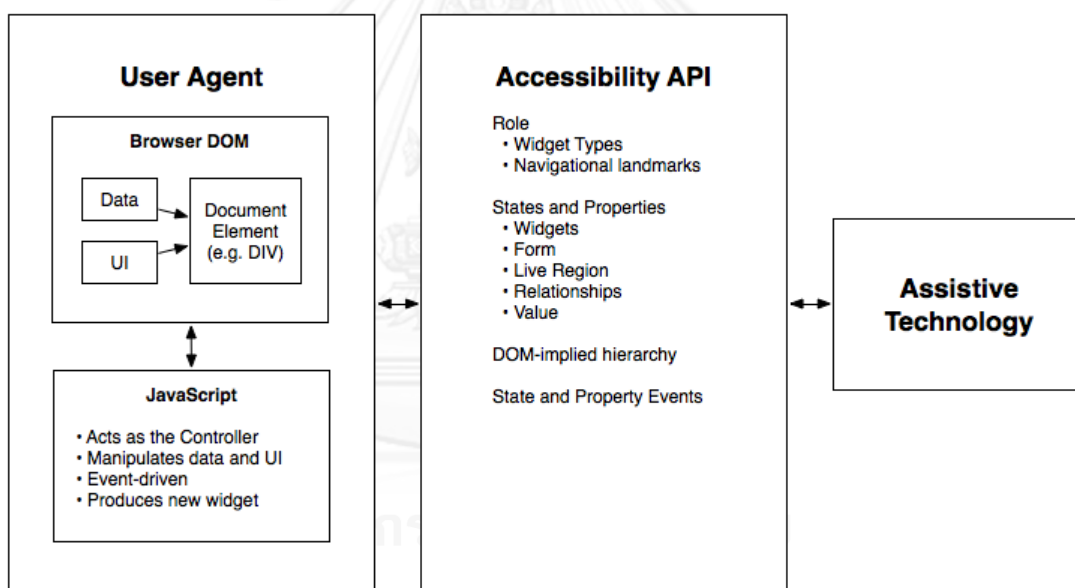 User Agent
Browser DOM
Data
UI
Document
Element
(e.g. DIV)
JavaScript
• Acts as the Controller
• Manipulates data and UI
• Event-driven
• Produces new widget
Accessibility API
Role
• Widget Types
• Navigational landmarks
States and Properties
• Widgets
• Form
• Live Region
• Relationships
• Value
DOM-implied hierarchy
State and Property Events
Assistive
Technology